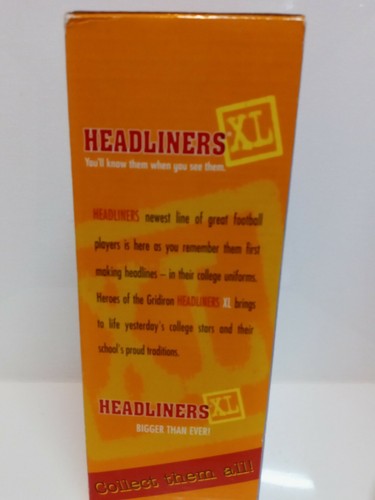 HEADLINERS XL
You'll know them when you see them.
HEADLINERS newest line of great football
players is here as you remember them first
making headlines – in their college uniforms.
Heroes of the Gridiron HEADLINERS XL brings
to life yesterday's college stars and their
school's proud traditions.
HEADLINERS XL
BIGGER THAN EVER!
Collect them all!